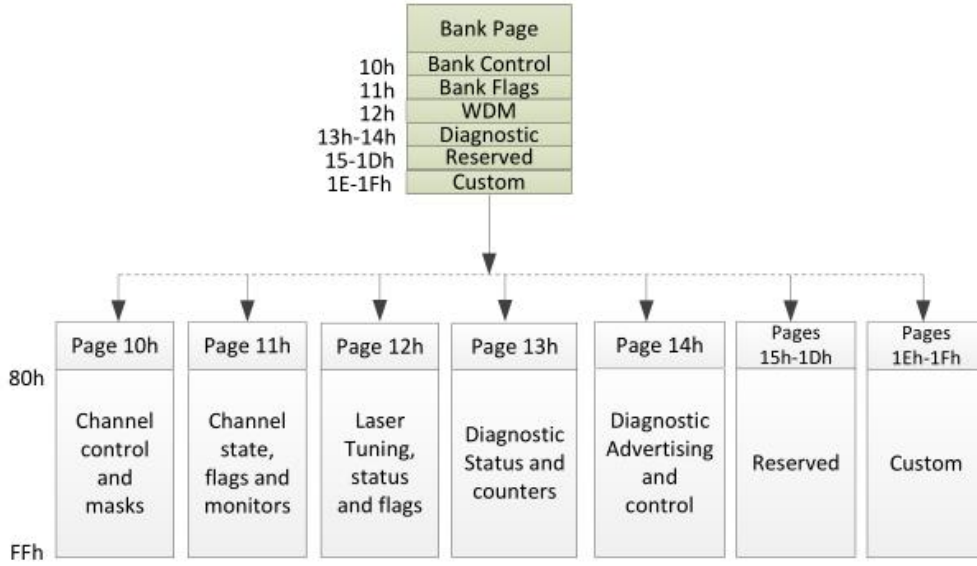 Bank Page
10h Bank Control
11h Bank Flags
12h WDM
13h-14h Diagnostic
15-1Dh Reserved
1E-1Fh Custom
Page 10h
Page 11h
Page 12h
Page 13h
Page 14h
Pages
15h-1Dh
Pages
1Eh-1Fh
80h
Channel
control
and
masks
Channel
state,
flags and
monitors
Laser
Tuning,
status
and flags
Diagnostic
Status and
counters
Diagnostic
Advertising
and
control
Reserved
Custom
FFh